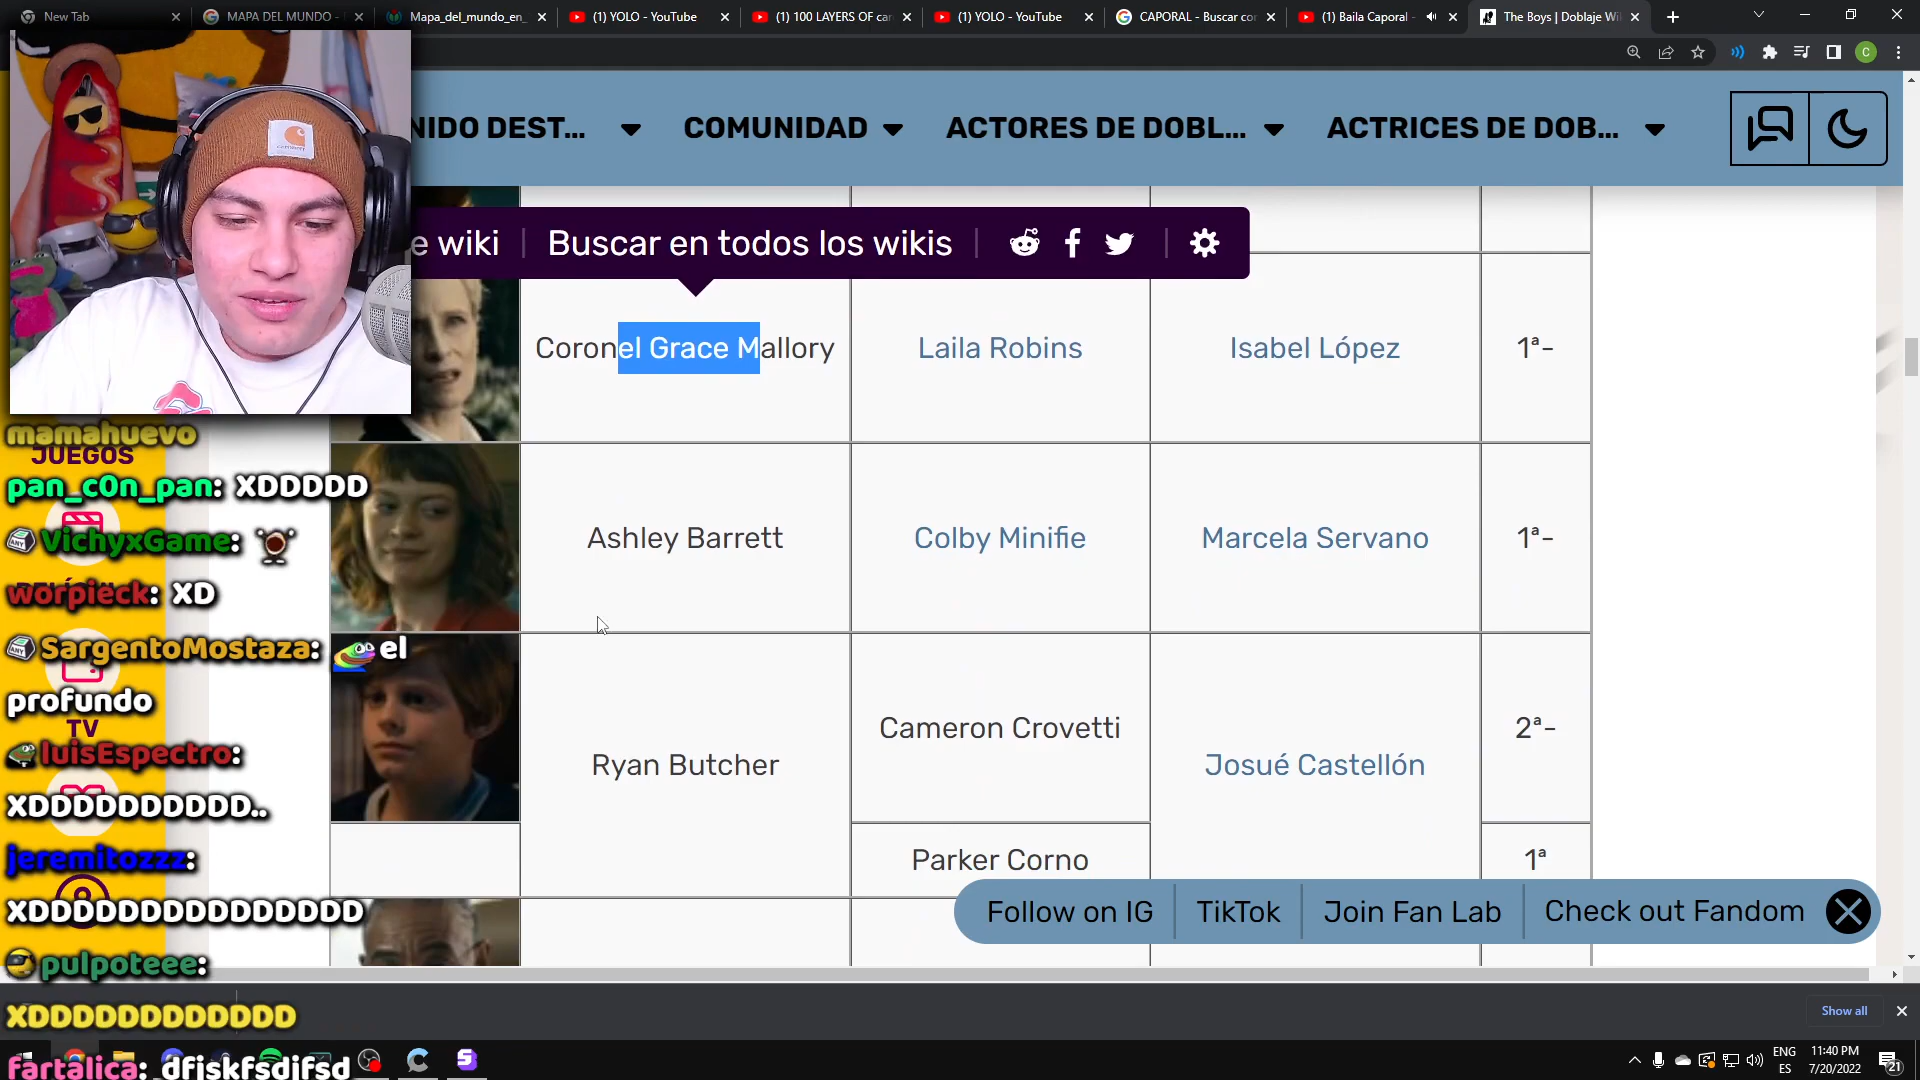 New Tab
MAPA DEL MUNDO -
Mapa_del_mundo_en_
(1) YOLO - YouTube
(1) 100 LAYERS OF car
(1) YOLO - YouTube
CAPORAL - Buscar con
(1) Baila Caporal -
The Boys | Doblaje Wi
C
NIDO DEST...
COMUNIDAD
ACTORES DE DOBL...
ACTRICES DE DOB...
e wiki
Buscar en todos los wikis
Coronel Grace Mallory
Laila Robins
Isabel López
1ª-
Ashley Barrett
Colby Minifie
Marcela Servano
1ª-
Ryan Butcher
Cameron Crovetti
Josué Castellón
2ª-
Parker Corno
1ª
mamahuevo
JUEGOS
pan_c0n_pan: XDDDDD
VichyxGame:
worpieck: XD
SargentoMostaza: el
profundo
TV
luisEspectro:
XDDDDDDDDDD..
jeremitozzz:
XDDDDDDDDDDDDDDD
pulpoteee:
XDDDDDDDDDDDD
fartalica: dfjskfsdjfsd
Follow on IG
TikTok
Join Fan Lab
Check out Fandom
Show all
ENG
ES
11:40 PM
7/20/2022
21